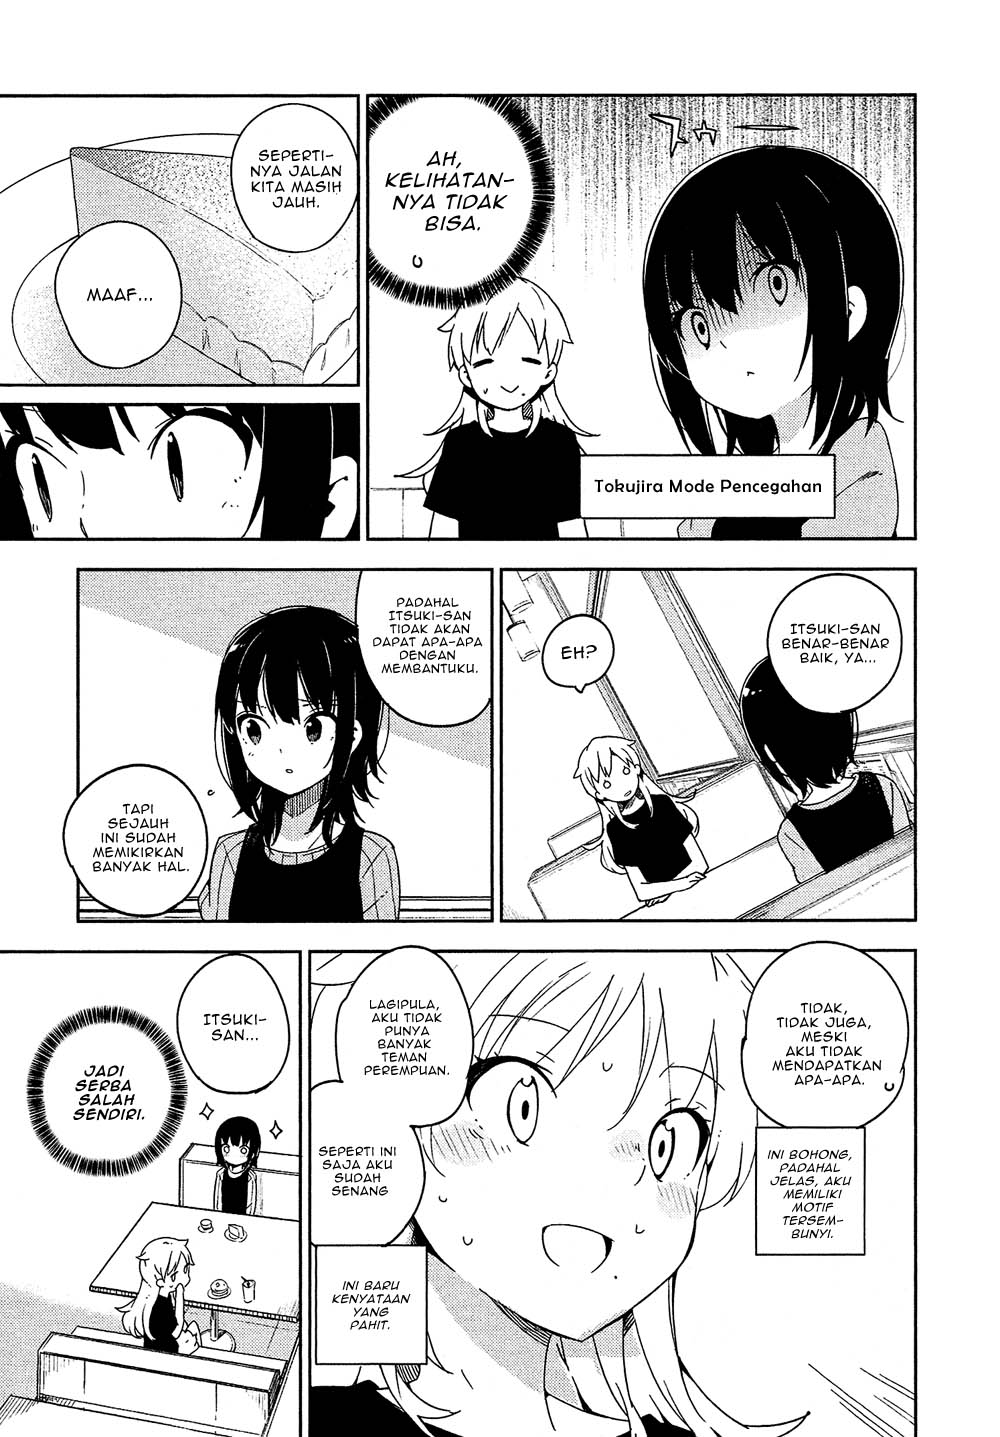 AH,
KELIHATAN-
NYA TIDAK
BISA.
スゥー
Tokujira Mode Pencegahan
SEPERTI-
NYA JALAN
KITA MASIH
JAUH.
MAAF...
ITSUKI-SAN
BENAR-BENAR
BAIK, YA...
EH?
PADAHAL
ITSUKI-SAN
TIDAK AKAN
DAPAT APA-APA
DENGAN
MEMBANTUKU.
TAPI
SEJAUH
INI SUDAH
MEMIKIRKAN
BANYAK HAL.
TIDAK,
TIDAK JUGA,
MESKI
AKU TIDAK
MENDAPATKAN
APA-APA.
INI BOHONG,
PADAHAL
JELAS, AKU
MEMILIKI
MOTIF
TERSEM-
BUNYI.
LAGIPULA,
AKU TIDAK
PUNYA
BANYAK
TEMAN
PEREMPUAN.
SEPERTI INI
SAJA AKU
SUDAH
SENANG
INI BARU
KENYATAAN
YANG
PAHIT.
ITSUKI-
SAN...
JADI
SERBA
SALAH
SENDIRI.